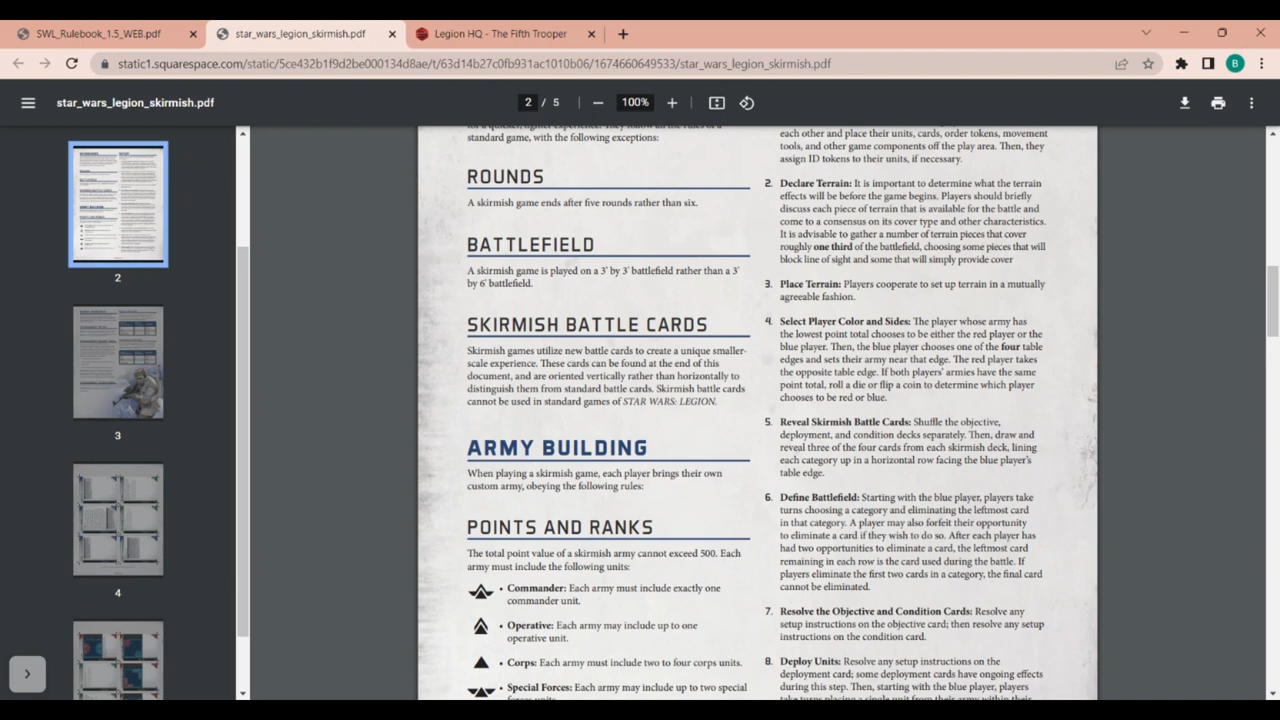 SWL_Rulebook_1.5_WEB.pdf
star_wars_legion_skirmish.pdf
Legion HQ - The Fifth Trooper
static1.squarespace.com/static/5ce432b1f9d2be000134d8ae/t/63d14b27c0fb931ac1010b06/1674660649533/star_wars_legion_skirmish.pdf
B
star_wars_legion_skirmish.pdf
2 / 5
100%
2
3
4
for a quicker, tighter experience. They follow all the rules of a
standard game, with the following exceptions:
ROUNDS
A skirmish game ends after five rounds rather than six.
BATTLEFIELD
A skirmish game is played on a 3' by 3' battlefield rather than a 3'
by 6' battlefield.
SKIRMISH BATTLE CARDS
Skirmish games utilize new battle cards to create a unique smaller-
scale experience. These cards can be found at the end of this
document, and are oriented vertically rather than horizontally to
distinguish them from standard battle cards. Skirmish battle cards
cannot be used in standard games of STAR WARS: LEGION.
ARMY BUILDING
When playing a skirmish game, each player brings their own
custom army, obeying the following rules:
POINTS AND RANKS
The total point value of a skirmish army cannot exceed 500. Each
army must include the following units:
• Commander: Each army must include exactly one
commander unit.
• Operative: Each army may include up to one
operative unit.
• Corps: Each army must include two to four corps units.
• Special Forces: Each army may include up to two special
forces units.
each other and place their units, cards, order tokens, movement
tools, and other game components off the play area. Then, they
assign ID tokens to their units, if necessary.
2. Declare Terrain: It is important to determine what the terrain
effects will be before the game begins. Players should briefly
discuss each piece of terrain that is available for the battle and
come to a consensus on its cover type and other characteristics.
It is advisable to gather a number of terrain pieces that cover
roughly one third of the battlefield, choosing some pieces that will
block line of sight and some that will simply provide cover
3. Place Terrain: Players cooperate to set up terrain in a mutually
agreeable fashion.
4. Select Player Color and Sides: The player whose army has
the lowest point total chooses to be either the red player or the
blue player. Then, the blue player chooses one of the four table
edges and sets their army near that edge. The red player takes
the opposite table edge. If both players' armies have the same
point total, roll a die or flip a coin to determine which player
chooses to be red or blue.
5. Reveal Skirmish Battle Cards: Shuffle the objective,
deployment, and condition decks separately. Then, draw and
reveal three of the four cards from each skirmish deck, lining
each category up in a horizontal row facing the blue player's
table edge.
6. Define Battlefield: Starting with the blue player, players take
turns choosing a category and eliminating the leftmost card
in that category. A player may also forfeit their opportunity
to eliminate a card if they wish to do so. After each player has
had two opportunities to eliminate a card, the leftmost card
remaining in each row is the card used during the battle. If
players eliminate the first two cards in a category, the final card
cannot be eliminated.
7. Resolve the Objective and Condition Cards: Resolve any
setup instructions on the objective card; then resolve any setup
instructions on the condition card.
8. Deploy Units: Resolve any setup instructions on the
deployment card; some deployment cards have ongoing effects
during this step. Then, starting with the blue player, players
take turns placing a single unit from their army within their